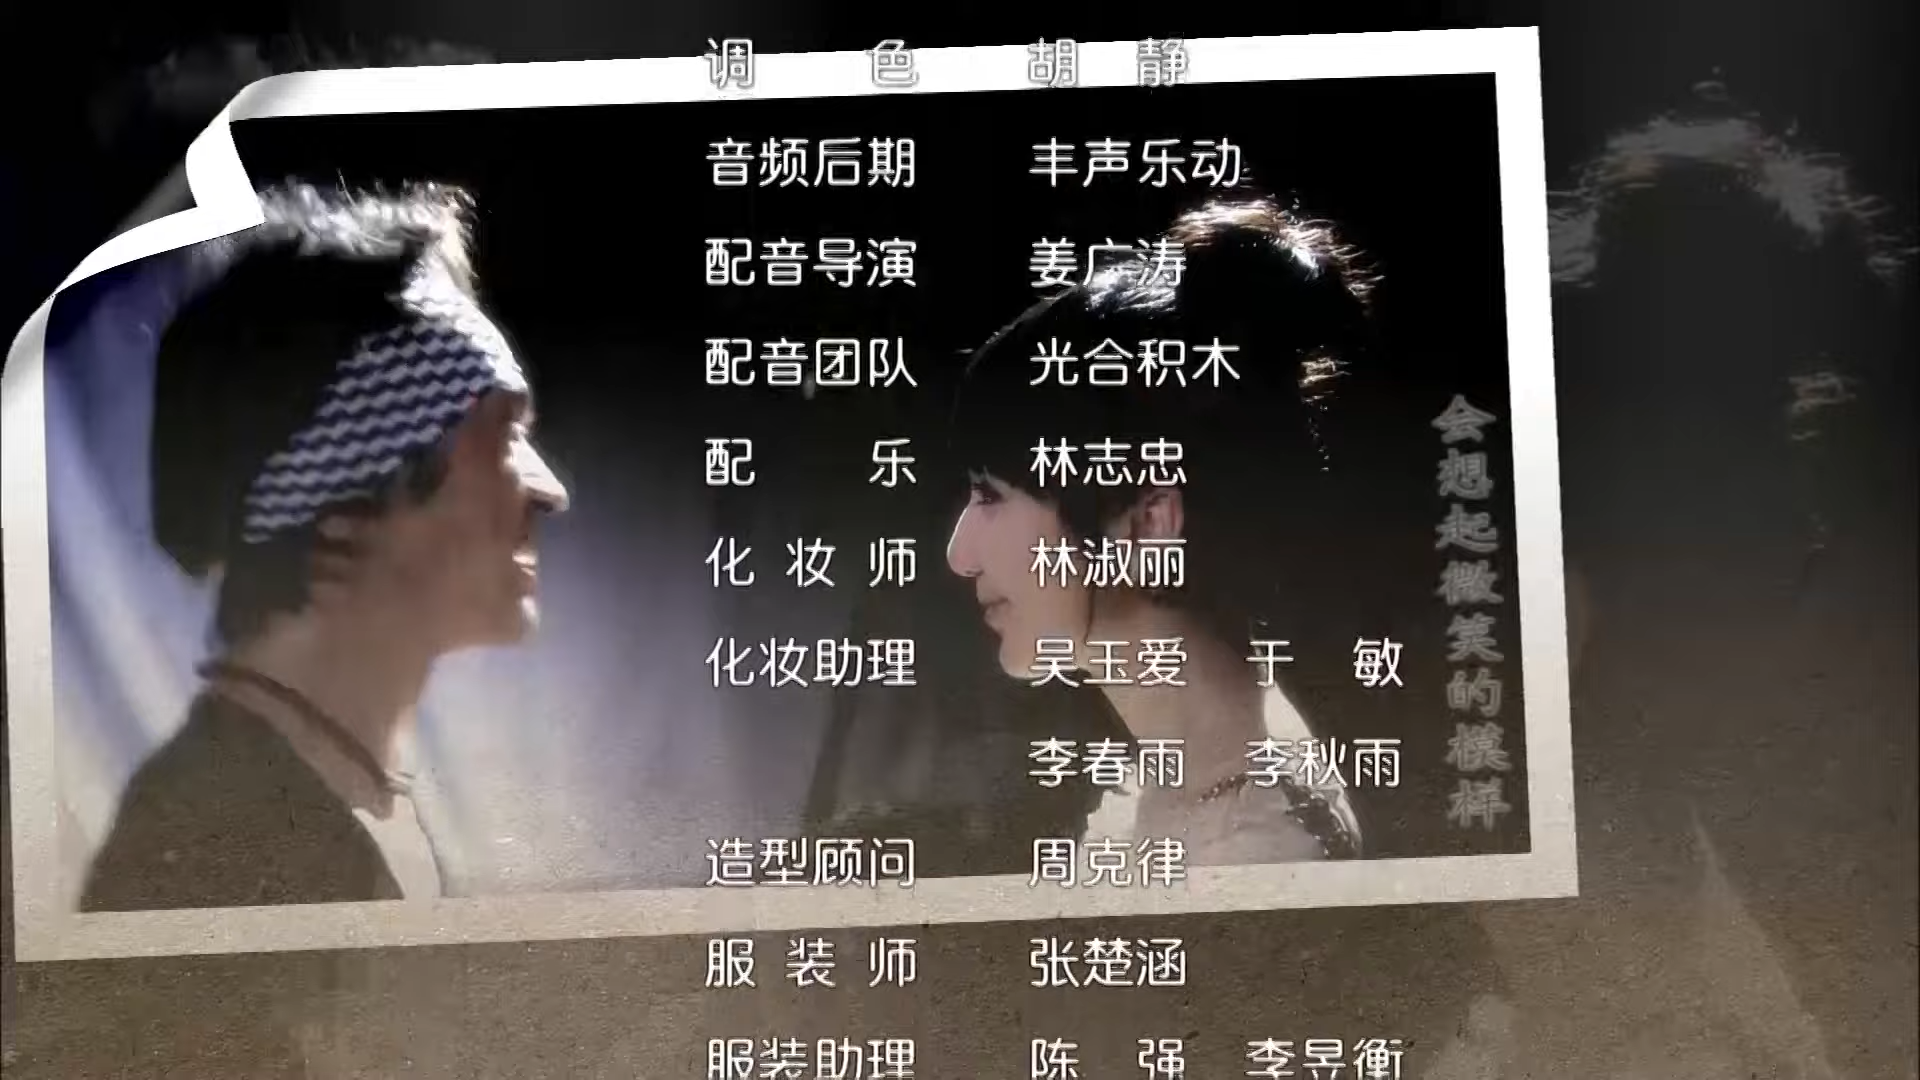 调色 胡静
音频后期 丰声乐动
配音导演 姜广涛
配音团队 光合积木
配乐 林志忠
化妆师 林淑丽
化妆助理 吴玉爱 于敏
李春雨 李秋雨
造型顾问 周克律
服装师 张楚涵
服装助理 陈强 李昱衡
会想起微笑的模样